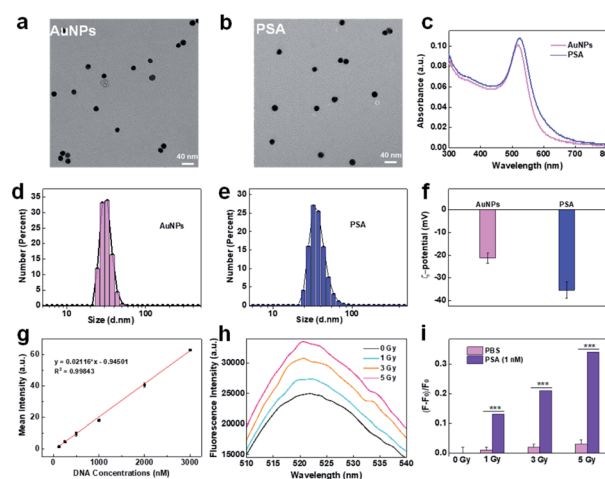 a
AuNPs
40 nm
b
PSA
40 nm
c
AuNPs
PSA
0.10
0.08
0.06
0.04
0.02
0.00
Absorbance (a.u.)
300 400 500 600 700 800
Wavelength (nm)
d
AuNPs
35
30
25
20
15
10
5
0
Number (Percent)
10 100
Size (d.nm)
e
PSA
30
25
20
15
10
5
0
Number (Percent)
10 100
Size (d.nm)
f
AuNPs PSA
0
-10
-20
-30
-40
ζ-potential (mV)
g
y = 0.02116*x - 0.94501
R² = 0.99843
60
40
20
0
Mean Intensity (a.u.)
0 1000 2000 3000
DNA Concentrations (nM)
h
0 Gy
1 Gy
3 Gy
5 Gy
30000
25000
20000
15000
Fluorescence Intensity (a.u.)
510 515 520 525 530 535 540
Wavelength (nm)
i
PBS
PSA (1 nM)
***
***
***
0.4
0.2
0.0
(F-F₀)/F₀
0 Gy 1 Gy 3 Gy 5 Gy